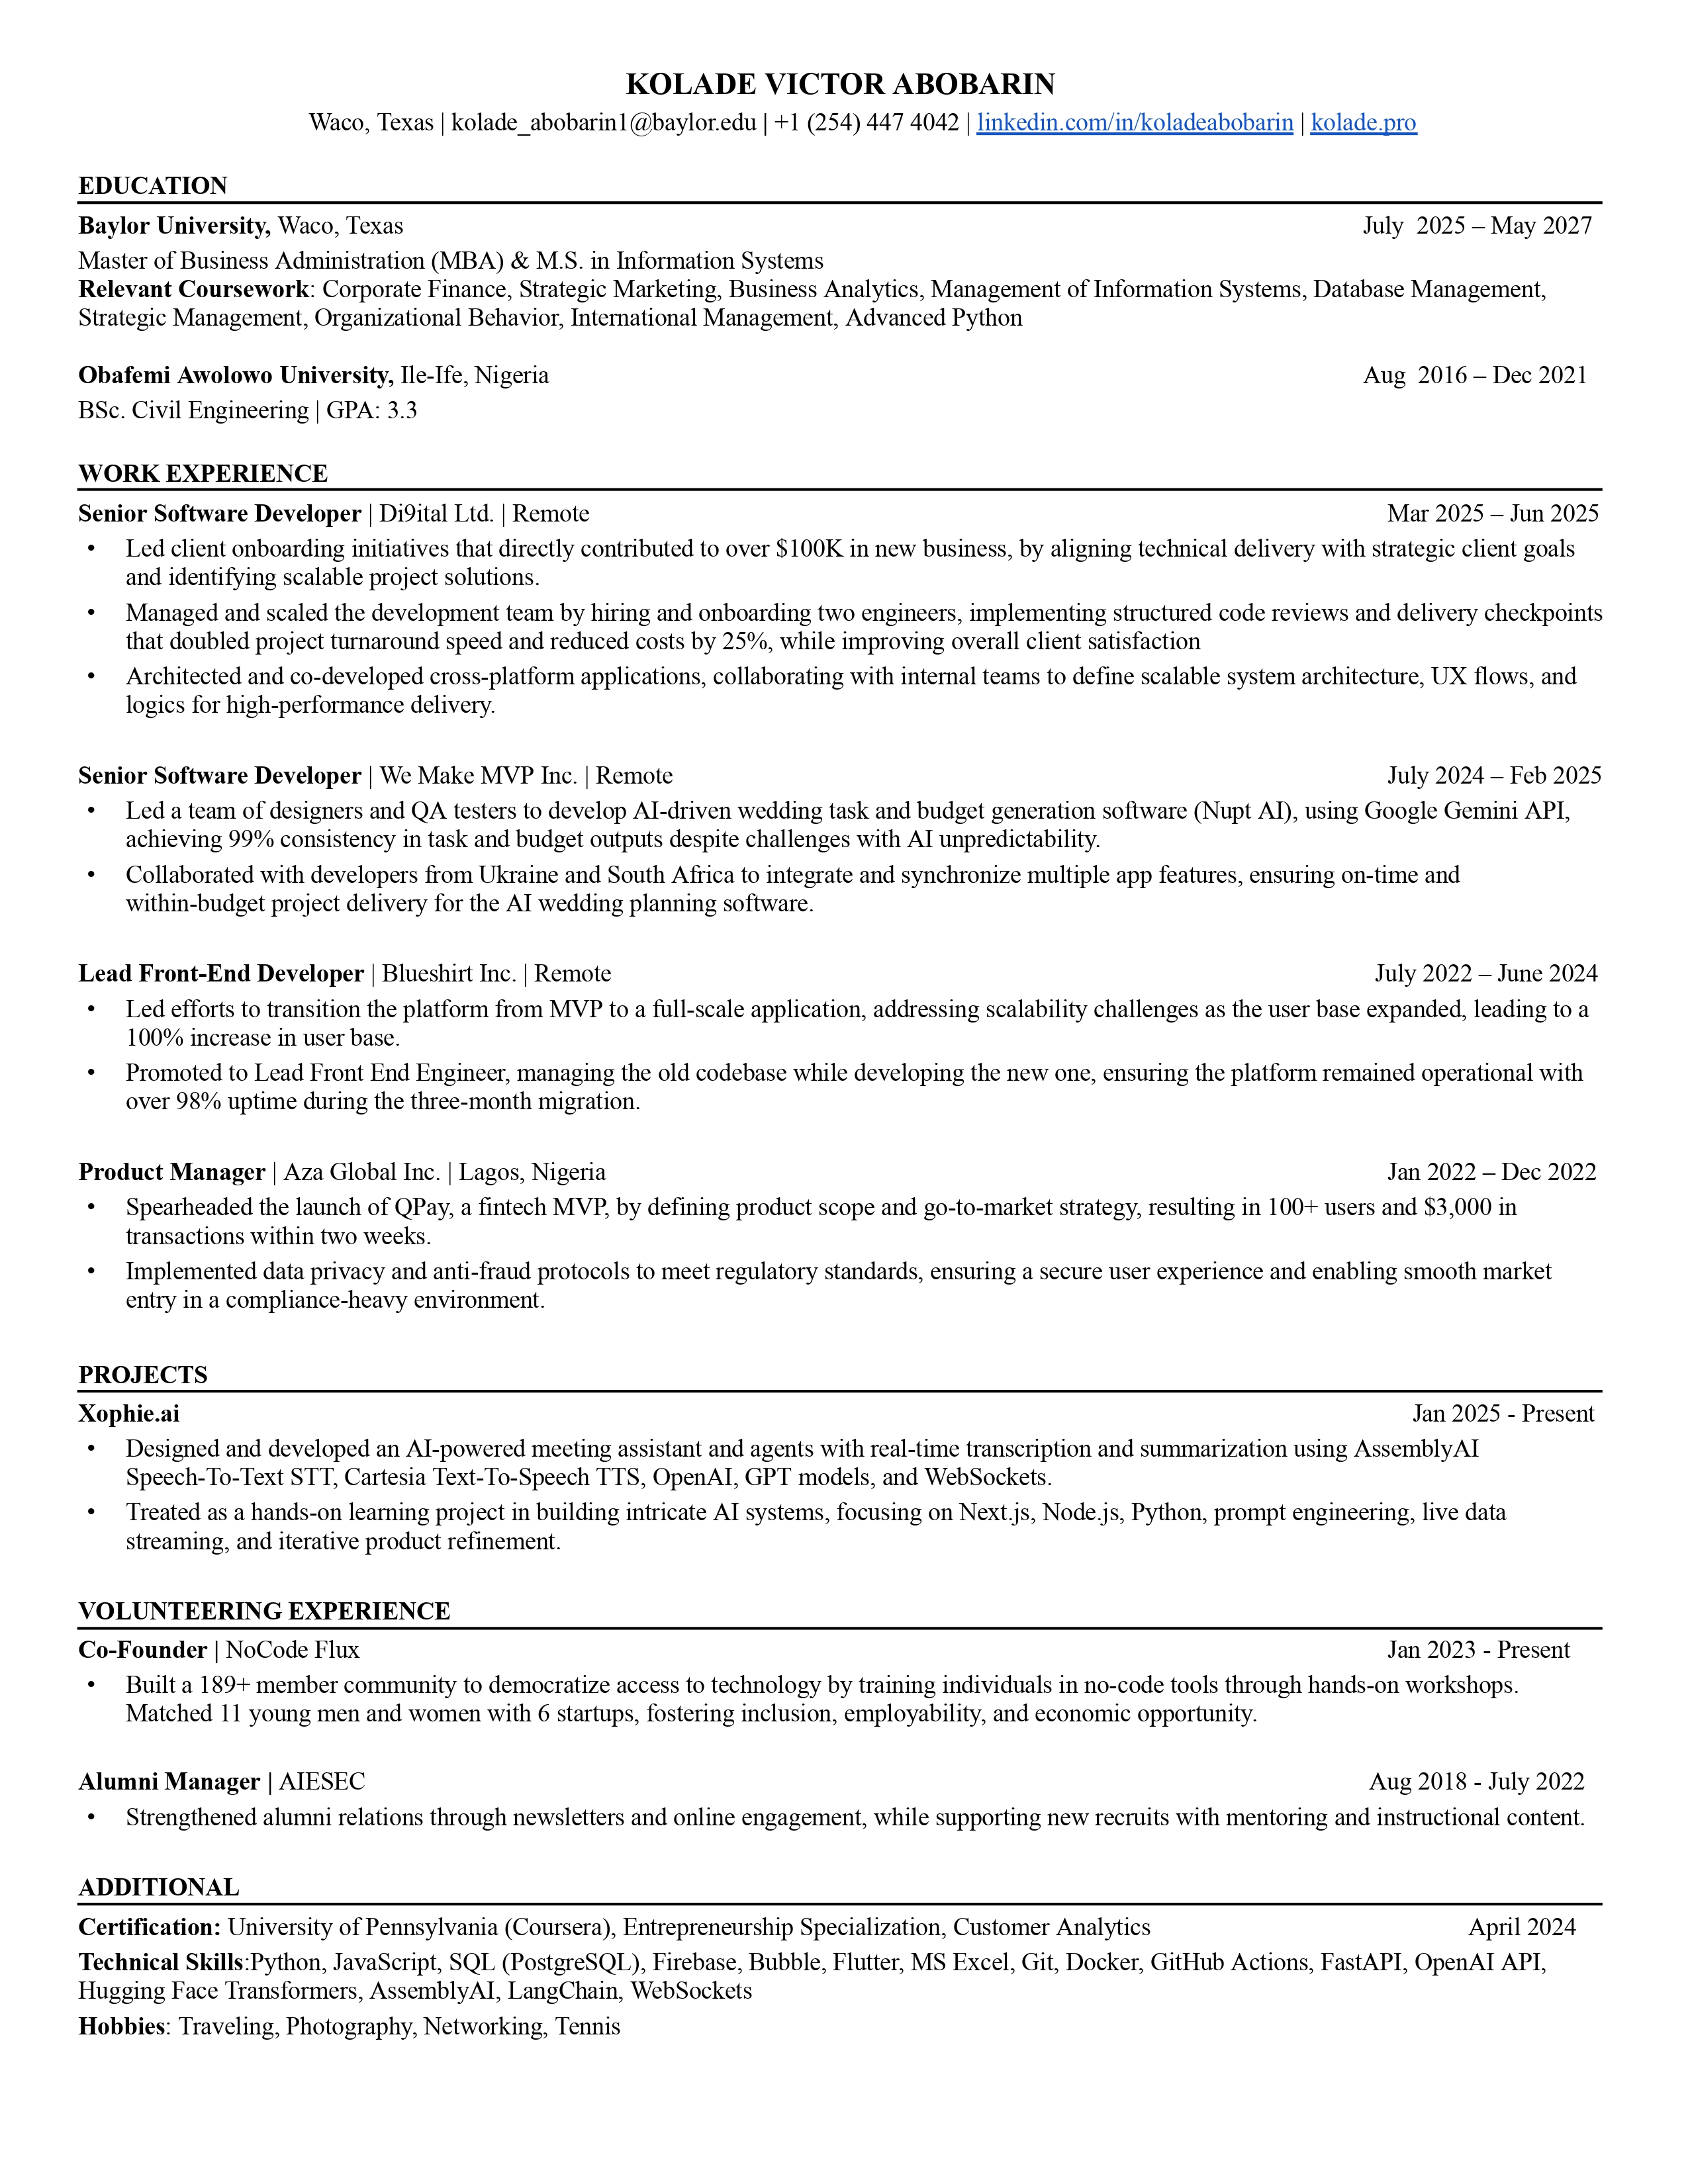 KOLADE VICTOR ABOBARIN
Waco, Texas | kolade_abobarin1@baylor.edu | +1 (254) 447 4042 | linkedin.com/in/koladeabobarin | kolade.pro
EDUCATION
Baylor University, Waco, Texas July 2025 – May 2027
Master of Business Administration (MBA) & M.S. in Information Systems
Relevant Coursework: Corporate Finance, Strategic Marketing, Business Analytics, Management of Information Systems, Database Management,
Strategic Management, Organizational Behavior, International Management, Advanced Python
Obafemi Awolowo University, Ile-Ife, Nigeria Aug 2016 – Dec 2021
BSc. Civil Engineering | GPA: 3.3
WORK EXPERIENCE
Senior Software Developer | Di9ital Ltd. | Remote Mar 2025 – Jun 2025
• Led client onboarding initiatives that directly contributed to over $100K in new business, by aligning technical delivery with strategic client goals
and identifying scalable project solutions.
• Managed and scaled the development team by hiring and onboarding two engineers, implementing structured code reviews and delivery checkpoints
that doubled project turnaround speed and reduced costs by 25%, while improving overall client satisfaction
• Architected and co-developed cross-platform applications, collaborating with internal teams to define scalable system architecture, UX flows, and
logics for high-performance delivery.
Senior Software Developer | We Make MVP Inc. | Remote July 2024 – Feb 2025
• Led a team of designers and QA testers to develop AI-driven wedding task and budget generation software (Nupt AI), using Google Gemini API,
achieving 99% consistency in task and budget outputs despite challenges with AI unpredictability.
• Collaborated with developers from Ukraine and South Africa to integrate and synchronize multiple app features, ensuring on-time and
within-budget project delivery for the AI wedding planning software.
Lead Front-End Developer | Blueshirt Inc. | Remote July 2022 – June 2024
• Led efforts to transition the platform from MVP to a full-scale application, addressing scalability challenges as the user base expanded, leading to a
100% increase in user base.
• Promoted to Lead Front End Engineer, managing the old codebase while developing the new one, ensuring the platform remained operational with
over 98% uptime during the three-month migration.
Product Manager | Aza Global Inc. | Lagos, Nigeria Jan 2022 – Dec 2022
• Spearheaded the launch of QPay, a fintech MVP, by defining product scope and go-to-market strategy, resulting in 100+ users and $3,000 in
transactions within two weeks.
• Implemented data privacy and anti-fraud protocols to meet regulatory standards, ensuring a secure user experience and enabling smooth market
entry in a compliance-heavy environment.
PROJECTS
Xophie.ai Jan 2025 - Present
• Designed and developed an AI-powered meeting assistant and agents with real-time transcription and summarization using AssemblyAI
Speech-To-Text STT, Cartesia Text-To-Speech TTS, OpenAI, GPT models, and WebSockets.
• Treated as a hands-on learning project in building intricate AI systems, focusing on Next.js, Node.js, Python, prompt engineering, live data
streaming, and iterative product refinement.
VOLUNTEERING EXPERIENCE
Co-Founder | NoCode Flux Jan 2023 - Present
• Built a 189+ member community to democratize access to technology by training individuals in no-code tools through hands-on workshops.
Matched 11 young men and women with 6 startups, fostering inclusion, employability, and economic opportunity.
Alumni Manager | AIESEC Aug 2018 - July 2022
• Strengthened alumni relations through newsletters and online engagement, while supporting new recruits with mentoring and instructional content.
ADDITIONAL
Certification: University of Pennsylvania (Coursera), Entrepreneurship Specialization, Customer Analytics April 2024
Technical Skills:Python, JavaScript, SQL (PostgreSQL), Firebase, Bubble, Flutter, MS Excel, Git, Docker, GitHub Actions, FastAPI, OpenAI API,
Hugging Face Transformers, AssemblyAI, LangChain, WebSockets
Hobbies: Traveling, Photography, Networking, Tennis